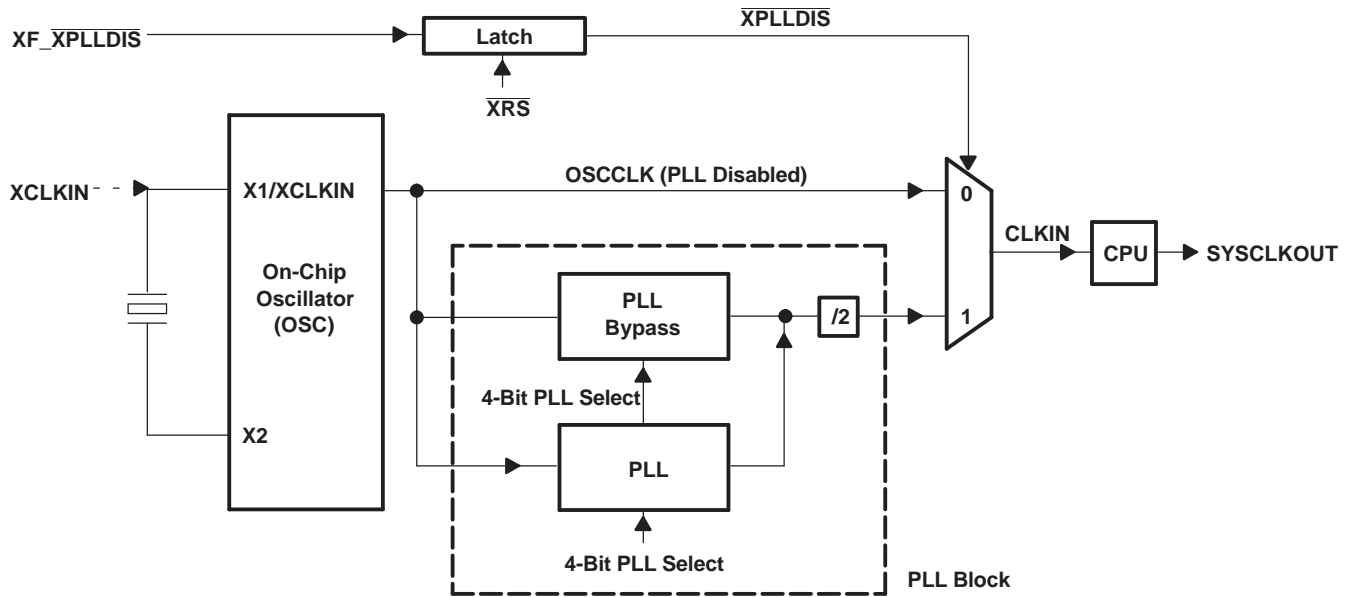 XF_XPLLDIS
Latch
XPLLDIS
XRS
XCLKIN
X1/XCLKIN
On-Chip
Oscillator
(OSC)
X2
OSCCLK (PLL Disabled)
0
1
CLKIN
CPU
SYSCLKOUT
PLL
Bypass
/2
4-Bit PLL Select
PLL
4-Bit PLL Select
PLL Block